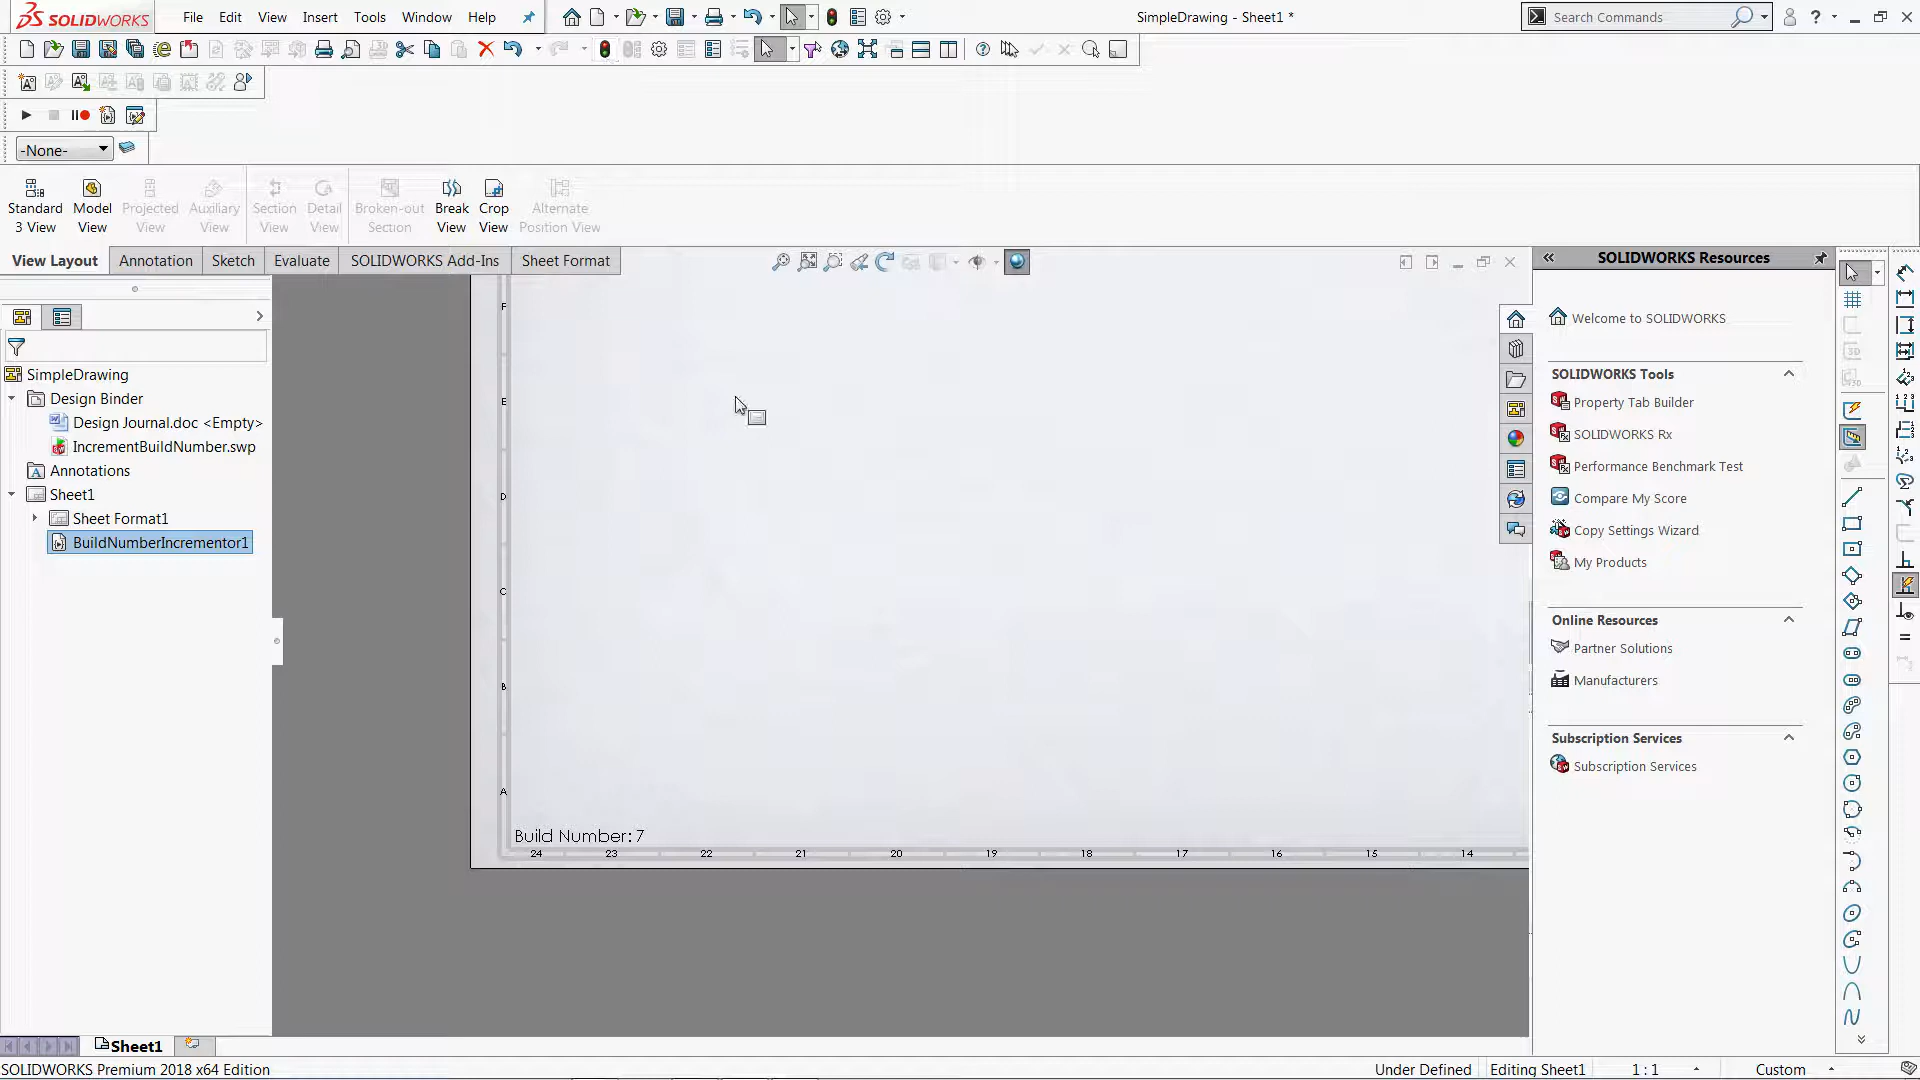 SOLIDWORKS File Edit View Insert Tools Window Help SimpleDrawing - Sheet1 * Search Commands
-None-
Standard 3 View
Model View
Projected View
Auxiliary View
Section View
Detail View
Broken-out Section
Break View
Crop View
Alternate Position View
View Layout Annotation Sketch Evaluate SOLIDWORKS Add-Ins Sheet Format
SimpleDrawing
Design Binder
Design Journal.doc <Empty>
IncrementBuildNumber.swp
Annotations
Sheet1
Sheet Format1
BuildNumberIncrementor1
F
E
D
C
B
A
Build Number: 7
24 23 22 21 20 19 18 17 16 15 14
SOLIDWORKS Resources
Welcome to SOLIDWORKS
SOLIDWORKS Tools
Property Tab Builder
SOLIDWORKS Rx
Performance Benchmark Test
Compare My Score
Copy Settings Wizard
My Products
Online Resources
Partner Solutions
Manufacturers
Subscription Services
Subscription Services
Sheet1
SOLIDWORKS Premium 2018 x64 Edition Under Defined Editing Sheet1 1 : 1 Custom